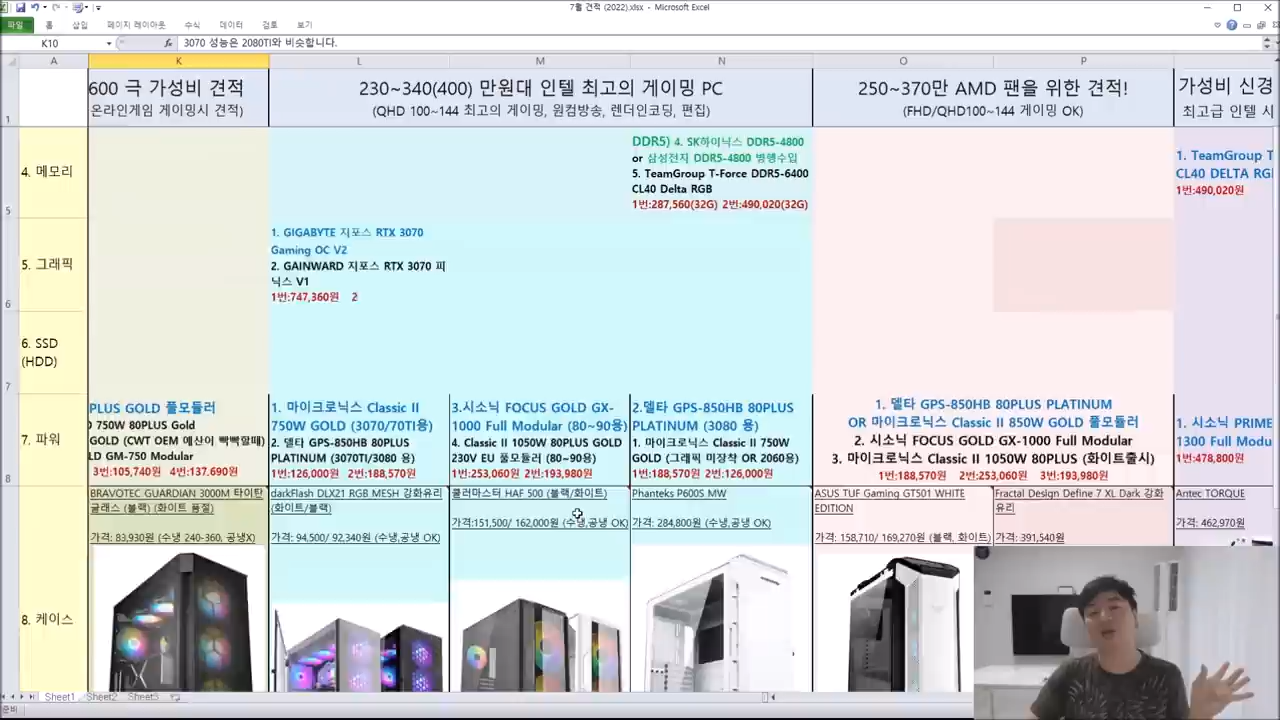 7월 견적 (2022).xlsx - Microsoft Excel
파일 홈 삽입 페이지 레이아웃 수식 데이터 검토 보기
K10 fx 3070 성능은 2080TI와 비슷합니다.
A K L M N O P
1
600 극 가성비 견적
온라인게임 게이밍시 견적)
230~340(400) 만원대 인텔 최고의 게이밍 PC
(QHD 100~144 최고의 게이밍, 원컴방송, 렌더인코딩, 편집)
250~370만 AMD 팬을 위한 견적!
(FHD/QHD100~144 게이밍 OK)
가성비 신경
최고급 인텔 시
5
4. 메모리
DDR5) 4. SK하이닉스 DDR5-4800
or 삼성전자 DDR5-4800 병행수입
5. TeamGroup T-Force DDR5-6400
CL40 Delta RGB
1번:287,560(32G) 2번:490,020(32G)
1. TeamGroup T
CL40 DELTA RG
1번:490,020원
6
5. 그래픽
1. GIGABYTE 지포스 RTX 3070
Gaming OC V2
2. GAINWARD 지포스 RTX 3070 피
닉스 V1
1번:747,360원 2
7
6. SSD
(HDD)
8
7. 파워
PLUS GOLD 풀모듈러
750W 80Plus Gold
GOLD (CWT OEM 예산이 빡빡할때)
LD GM-750 Modular
3번:105,740원 4번:137,690원
1. 마이크로닉스 Classic II
750W GOLD (3070/70TI용)
2. 델타 GPS-850HB 80PLUS
PLATINUM (3070TI/3080 용)
1번:126,000원 2번:188,570원
3.시소닉 FOCUS GOLD GX-
1000 Full Modular (80~90용)
4. Classic II 1050W 80PLUS GOLD
230V EU 풀모듈러 (80~90용)
1번:253,060원 2번:193,980원
2.델타 GPS-850HB 80PLUS
PLATINUM (3080 용)
1. 마이크로닉스 Classic II 750W
GOLD (그래픽 미장착 OR 2060용)
1번:188,570원 2번:126,000원
1. 델타 GPS-850HB 80PLUS PLATINUM
OR 마이크로닉스 Classic II 850W GOLD 풀모듈러
2. 시소닉 FOCUS GOLD GX-1000 Full Modular
3. 마이크로닉스 Classic II 1050W 80PLUS (화이트출시)
1번:188,570원 2번:253,060원 3번:193,980원
1. 시소닉 PRIME
1300 Full Modu
1번:478,800원
8. 케이스
BRAVOTEC GUARDIAN 3000M 타이탄
글래스 (블랙) (화이트 품절)
가격: 83,930원 (수냉 240-360, 공냉X)
darkFlash DLX21 RGB MESH 강화유리
(화이트/블랙)
가격: 94,500/ 92,340원 (수냉,공냉 OK)
쿨러마스터 HAF 500 (블랙/화이트)
가격:151,500/ 162,000원 (수냉,공냉 OK)
Phanteks P600S MW
가격: 284,800원 (수냉,공냉 OK)
ASUS TUF Gaming GT501 WHITE
EDITION
가격: 158,710/ 169,270원 (블랙, 화이트)
Fractal Design Define 7 XL Dark 강화
유리
가격: 391,540원
Antec TORQUE
가격: 462,970원
Sheet1 Sheet2 Sheet3
준비